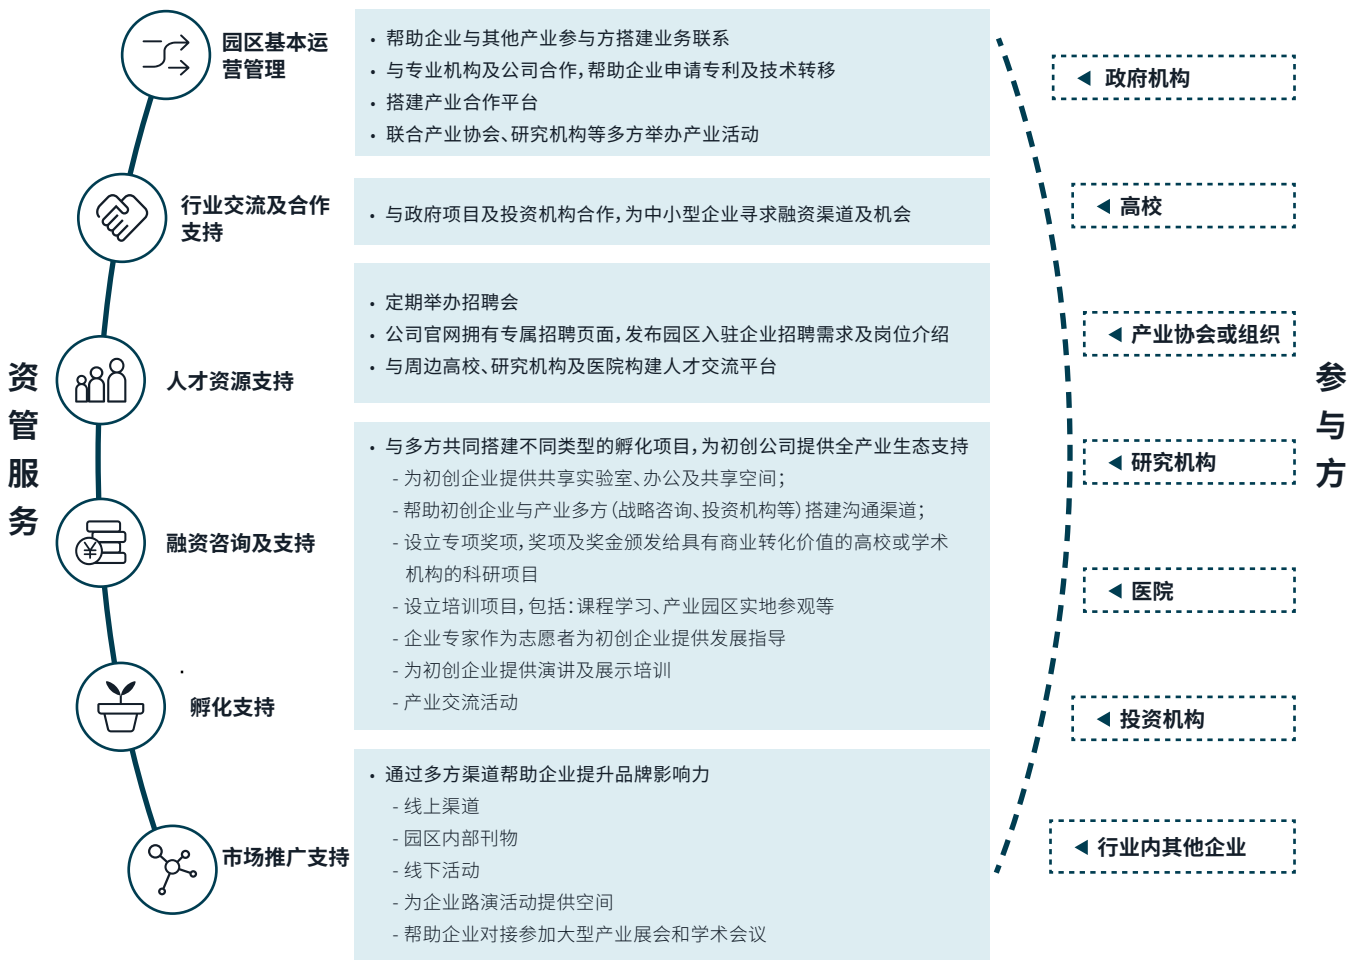 资
管
服
务
园区基本运
营管理
• 帮助企业与其他产业参与方搭建业务联系
• 与专业机构及公司合作，帮助企业申请专利及技术转移
• 搭建产业合作平台
• 联合产业协会、研究机构等多方举办产业活动
行业交流及合作
支持
• 与政府项目及投资机构合作，为中小型企业寻求融资渠道及机会
人才资源支持
• 定期举办招聘会
• 公司官网拥有专属招聘页面，发布园区入驻企业招聘需求及岗位介绍
• 与周边高校、研究机构及医院构建人才交流平台
融资咨询及支持
¥
孵化支持
• 与多方共同搭建不同类型的孵化项目，为初创公司提供全产业生态支持
- 为初创企业提供共享实验室、办公及共享空间；
- 帮助初创企业与产业多方（战略咨询、投资机构等）搭建沟通渠道；
- 设立专项奖项，奖项及奖金颁发给具有商业转化价值的高校或学术
机构的科研项目
- 设立培训项目，包括：课程学习、产业园区实地参观等
- 企业专家作为志愿者为初创企业提供发展指导
- 为初创企业提供演讲及展示培训
- 产业交流活动
市场推广支持
• 通过多方渠道帮助企业提升品牌影响力
- 线上渠道
- 园区内部刊物
- 线下活动
- 为企业路演活动提供空间
- 帮助企业对接参加大型产业展会和学术会议
政府机构
高校
产业协会或组织
研究机构
医院
投资机构
行业内其他企业
参
与
方